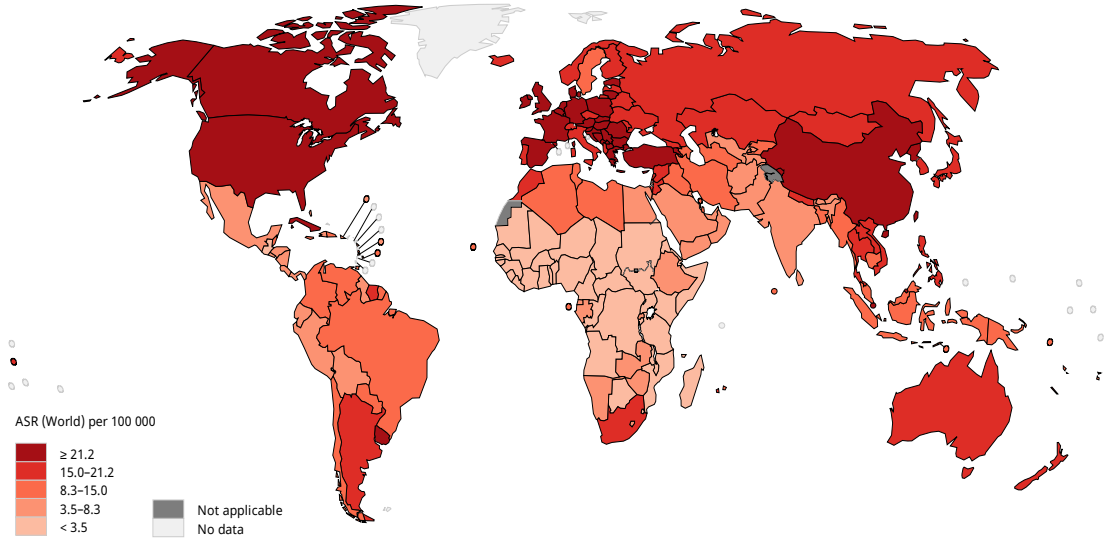 ASR (World) per 100 000
≥ 21.2
15.0–21.2
8.3–15.0
3.5–8.3
< 3.5
Not applicable
No data